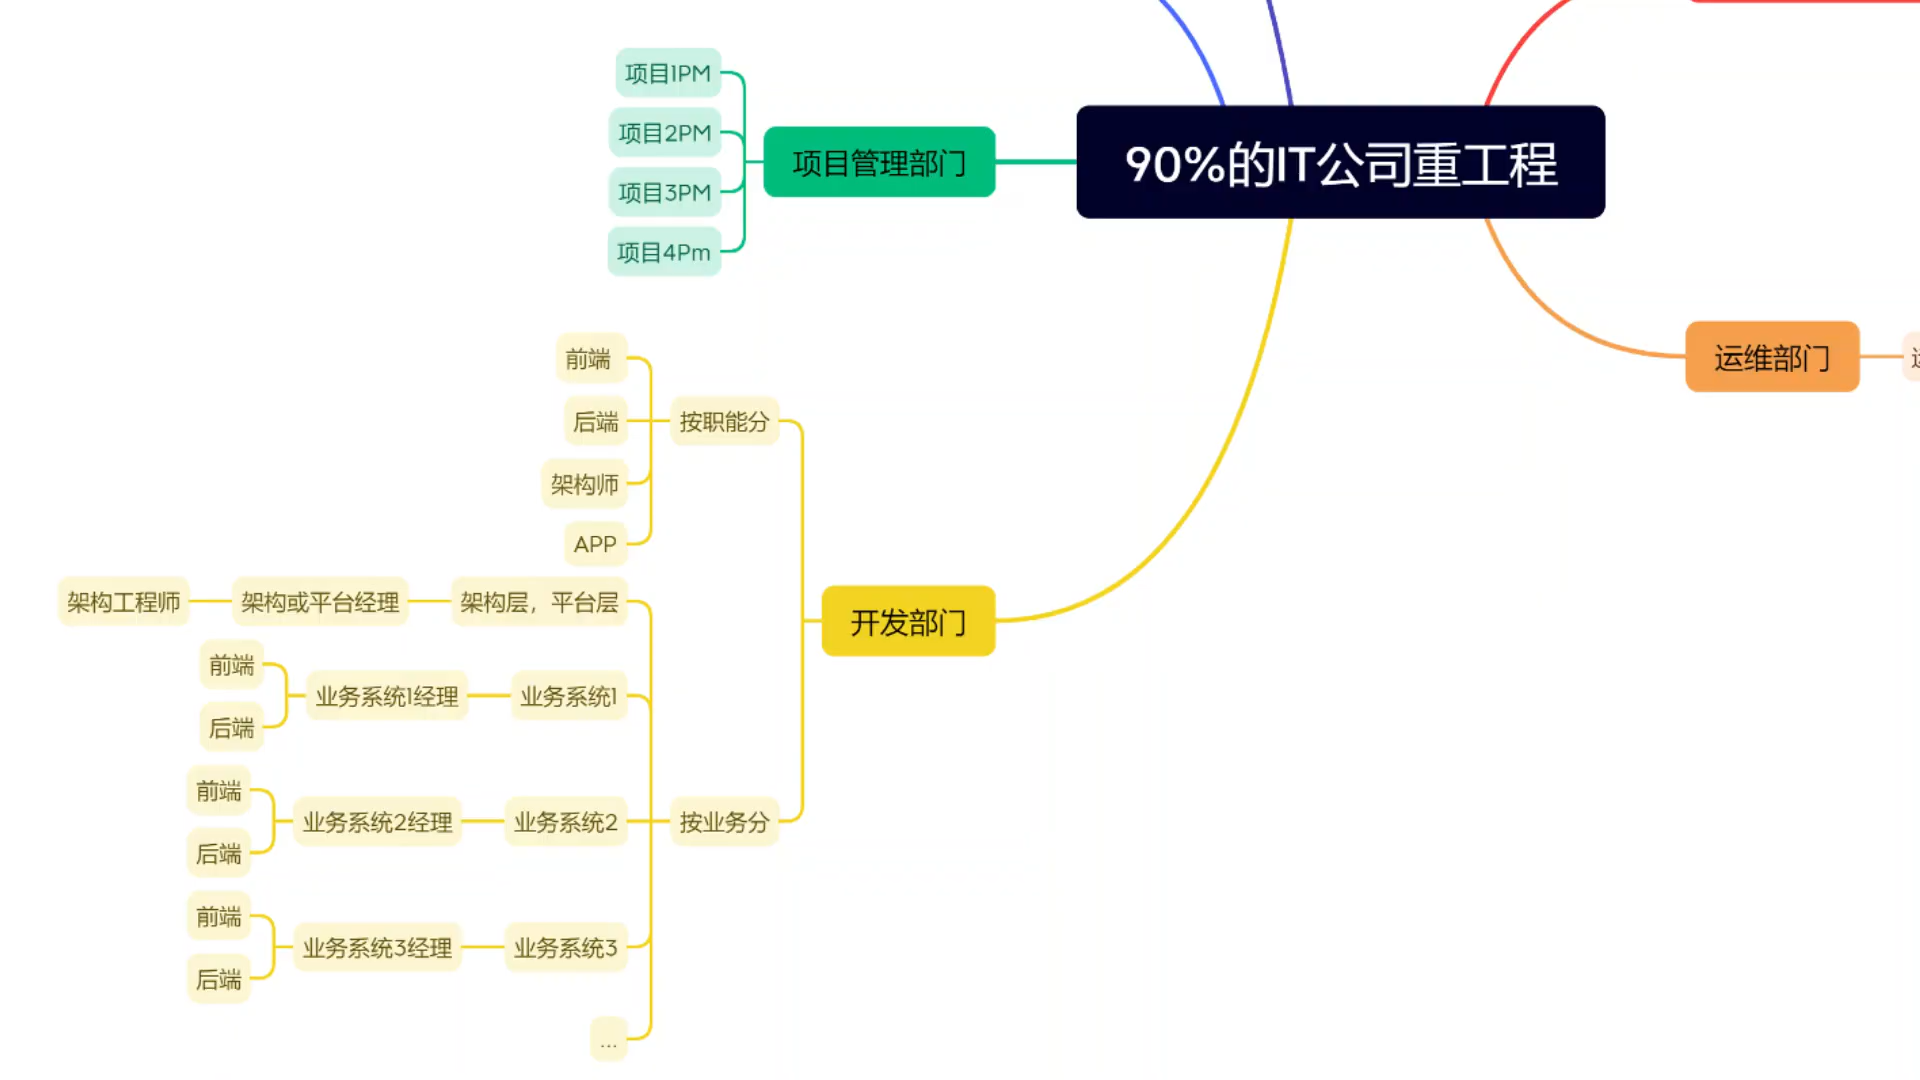 90%的IT公司重工程
项目管理部门
项目1PM
项目2PM
项目3PM
项目4Pm
运维部门
开发部门
按职能分
前端
后端
架构师
APP
按业务分
架构层，平台层
架构或平台经理
架构工程师
业务系统1
业务系统1经理
前端
后端
业务系统2
业务系统2经理
前端
后端
业务系统3
业务系统3经理
前端
后端
...